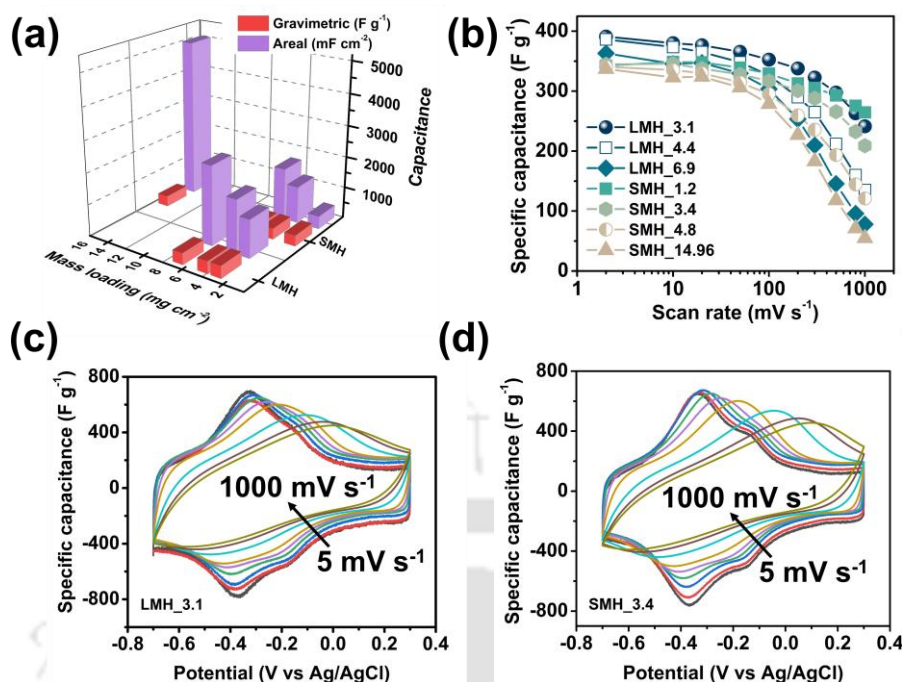 (a)
Gravimetric (F g⁻¹)
Areal (mF cm⁻²)
5000
4000
3000
2000
1000
Capacitance
16
14
12
10
8
6
4
2
Mass loading (mg cm⁻²)
LMH
SMH
(b)
Specific capacitance (F g⁻¹)
400
300
200
100
0
LMH_3.1
LMH_4.4
LMH_6.9
SMH_1.2
SMH_3.4
SMH_4.8
SMH_14.96
1
10
100
1000
Scan rate (mV s⁻¹)
(c)
Specific capacitance (F g⁻¹)
800
400
0
-400
-800
1000 mV s⁻¹
5 mV s⁻¹
LMH_3.1
-0.8 -0.6 -0.4 -0.2 0.0 0.2 0.4
Potential (V vs Ag/AgCl)
(d)
Specific capacitance (F g⁻¹)
800
400
0
-400
-800
1000 mV s⁻¹
5 mV s⁻¹
SMH_3.4
-0.8 -0.6 -0.4 -0.2 0.0 0.2 0.4
Potential (V vs Ag/AgCl)